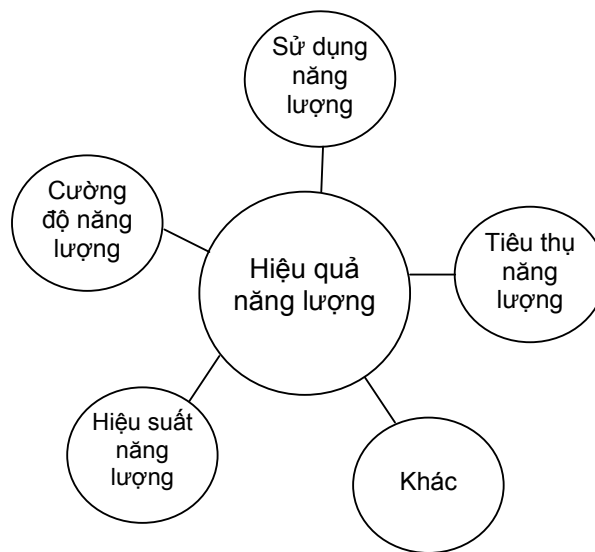 Sử dụng
năng
lượng
Cường
độ năng
lượng
Tiêu thụ
năng
lượng
Hiệu quả
năng lượng
Hiệu suất
năng
lượng
Khác